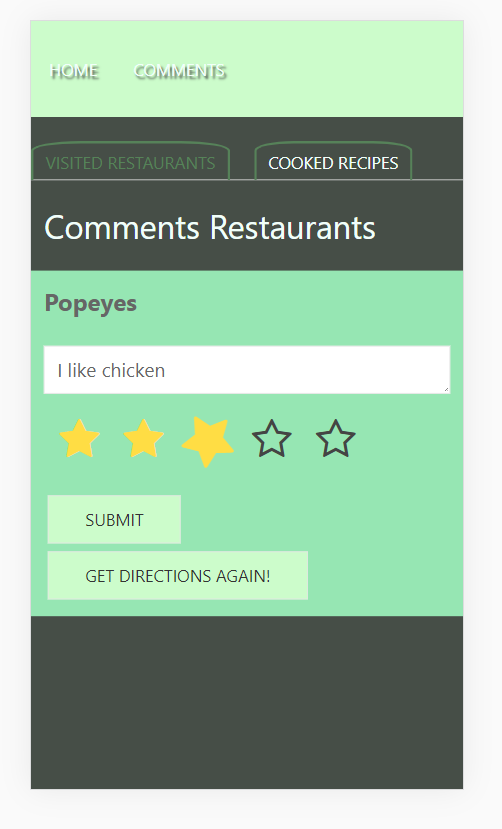 HOME COMMENTS
VISITED RESTAURANTS COOKED RECIPES
Comments Restaurants
Popeyes
I like chicken
SUBMIT
GET DIRECTIONS AGAIN!